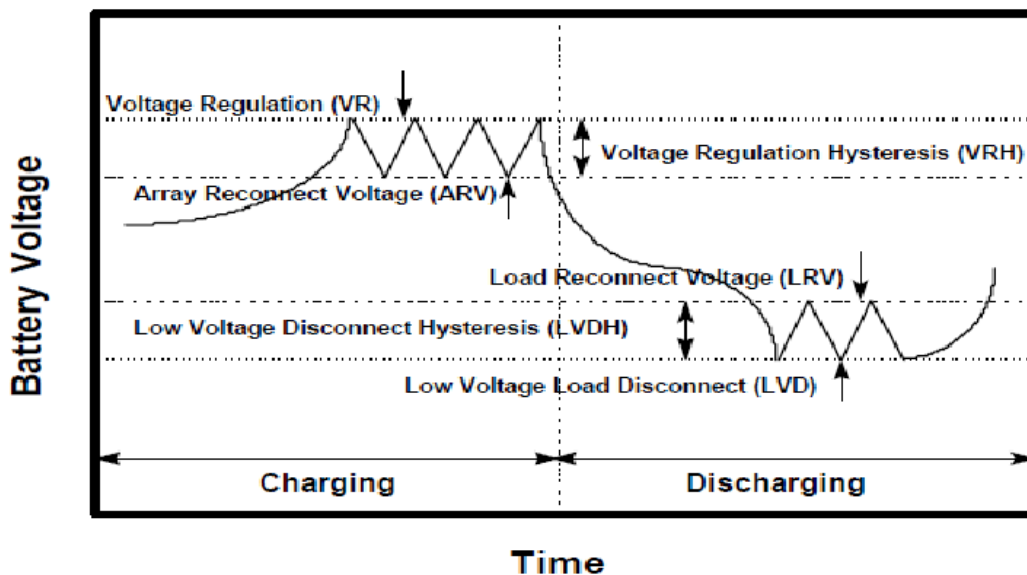 Voltage Regulation (VR)
Voltage Regulation Hysteresis (VRH)
Array Reconnect Voltage (ARV)
Load Reconnect Voltage (LRV)
Low Voltage Disconnect Hysteresis (LVDH)
Low Voltage Load Disconnect (LVD)
Battery Voltage
Charging
Discharging
Time